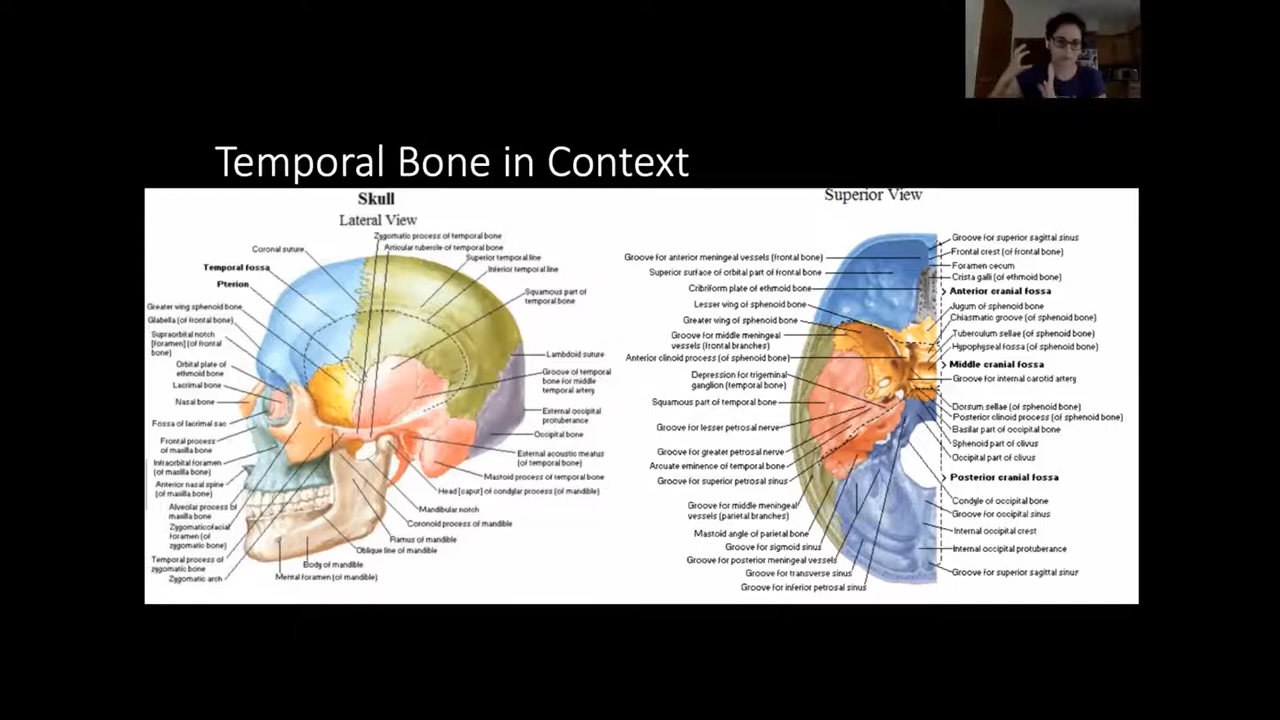 Temporal Bone in Context
Skull
Lateral View
Zygomatic process of temporal bone
Articular tubercle of temporal bone
Coronal suture
Superior temporal line
Temporal fossa
Inferior temporal line
Pterion
Squamous part of
temporal bone
Greater wing sphenoid bone
Glabella (of frontal bone)
Supraorbital notch
[foramen] (of frontal
bone)
Orbital plate of
ethmoid bone
Lacrimal bone
Nasal bone
Fossa of lacrimal sac
Frontal process
of maxilla bone
Infraorbital foramen
(of maxilla bone)
Anterior nasal spine
(of maxilla bone)
Alveolar process of
maxilla bone
Zygomaticofacial
foramen (of
zygomatic bone)
Temporal process of
zygomatic bone
Zygomatic arch
Lambdoid suture
Groove of temporal
bone for middle
temporal artery
External occipital
protuberance
Occipital bone
External acoustic meatus
(of temporal bone)
Mastoid process of temporal bone
Head [caput] of condylar process (of mandible)
Mandibular notch
Coronoid process of mandible
Ramus of mandible
Oblique line of mandible
Body of mandible
Mental foramen (of mandible)
Superior View
Groove for anterior meningeal vessels (frontal bone)
Superior surface of orbital part of frontal bone
Cribriform plate of ethmoid bone
Lesser wing of sphenoid bone
Greater wing of sphenoid bone
Groove for middle meningeal
vessels (frontal branches)
Anterior clinoid process (of sphenoid bone)
Depression for trigeminal
ganglion (temporal bone)
Squamous part of temporal bone
Groove for lesser petrosal nerve
Groove for greater petrosal nerve
Arcuate eminence of temporal bone
Groove for superior petrosal sinus
Groove for middle meningeal
vessels (parietal branches)
Mastoid angle of parietal bone
Groove for sigmoid sinus
Groove for posterior meningeal vessels
Groove for transverse sinus
Groove for inferior petrosal sinus
Groove for superior sagittal sinus
Frontal crest (of frontal bone)
Foramen cecum
Crista galli (of ethmoid bone)
Anterior cranial fossa
Jugum of sphenoid bone
Chiasmatic groove (of sphenoid bone)
Tuberculum sellae (of sphenoid bone)
Hypophyseal fossa (of sphenoid bone)
Middle cranial fossa
Groove for internal carotid artery
Dorsum sellae (of sphenoid bone)
Posterior clinoid process (of sphenoid bone)
Basilar part of occipital bone
Sphenoid part of clivus
Occipital part of clivus
Posterior cranial fossa
Condyle of occipital bone
Groove for occipital sinus
Internal occipital crest
Internal occipital protuberance
Groove for superior sagittal sinus